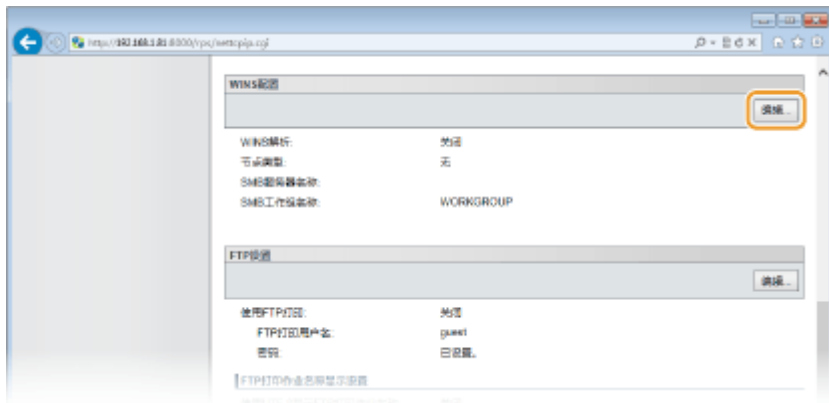 http://192.168.1.81:8000/rps/nettcpip.cgi
WINS配置
编辑...
WINS解析: 关闭
节点类型: 无
SMB服务器名称:
SMB工作组名称: WORKGROUP
FTP设置
编辑...
使用FTP打印: 关闭
FTP打印用户名: guest
密码: 已设置。
FTP打印作业名称显示设置